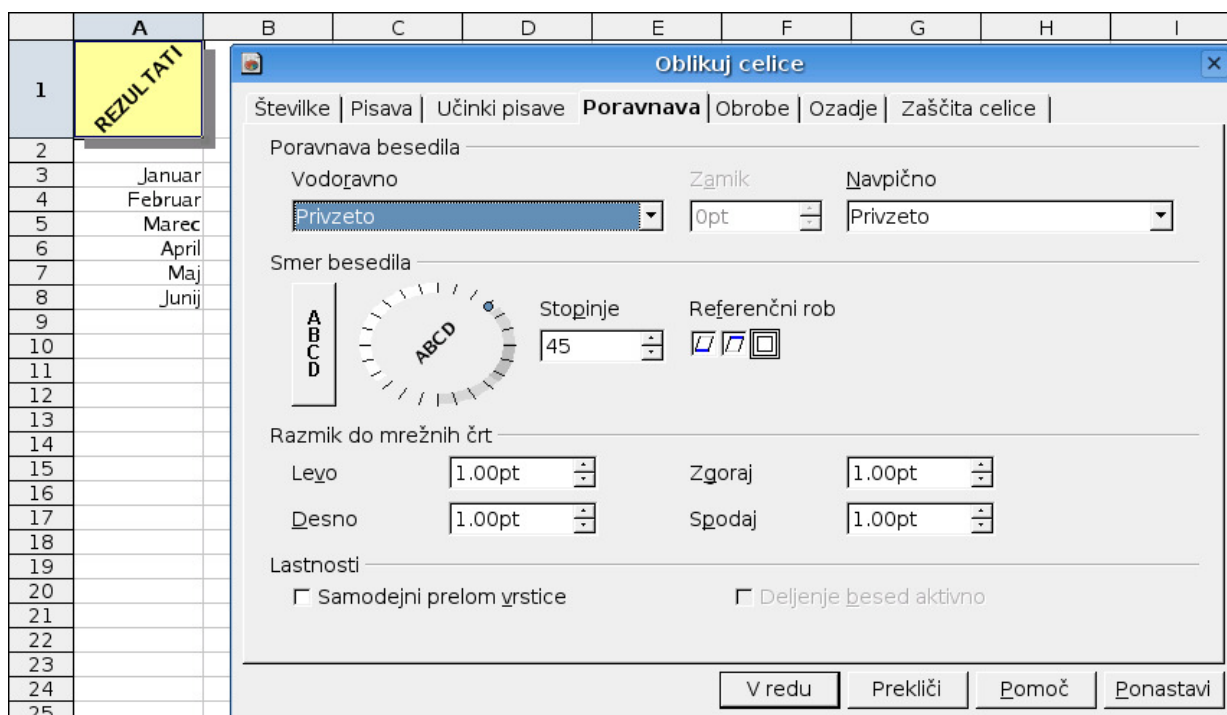 A B C D E F G H I
1 REZULTATI
Oblikuj celice
Številke Pisava Učinki pisave Poravnava Obrobe Ozadje Zaščita celice
2
Poravnava besedila
3 Januar
Vodoravno Zamik Navpično
4 Februar
5 Marec
Privzeto 0pt Privzeto
6 April
7 Maj
8 Junij
Smer besedila
9
10
11
12
13
A
B
C
D
ABCD
Stopinje Referenčni rob
45
14
Razmik do mrežnih črt
15
Levo 1.00pt Zgoraj 1.00pt
16
17
Desno 1.00pt Spodaj 1.00pt
18
19
Lastnosti
20
Samodejni prelom vrstice Deljenje besed aktivno
21
22
23
24
V redu Prekliči Pomoč Ponastavi
25